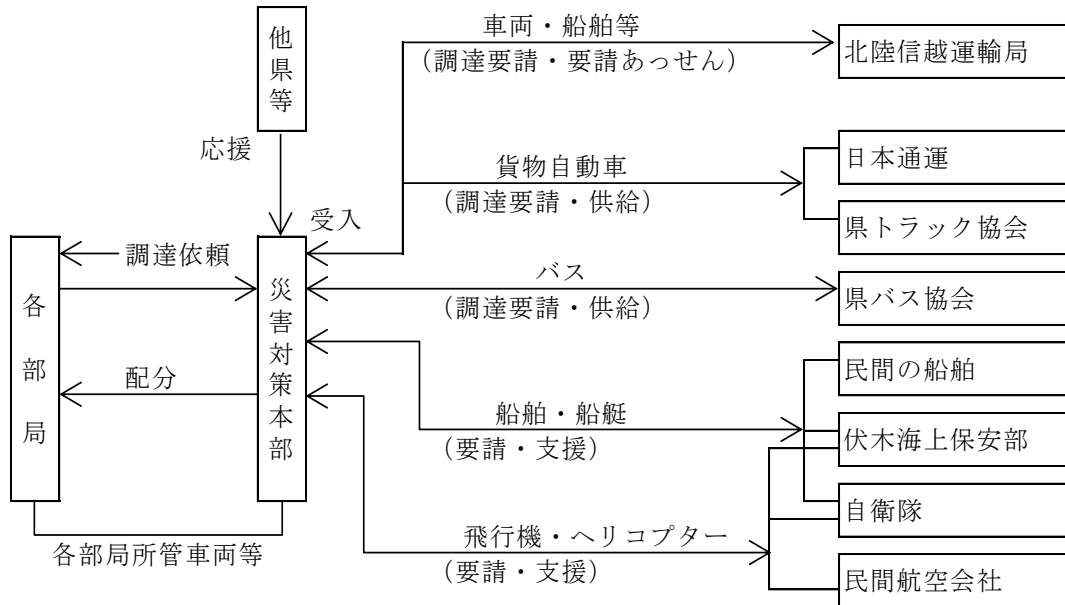 他県等
車両・船舶等
(調達要請・要請あっせん)
北陸信越運輸局
応援
貨物自動車
(調達要請・供給)
日本通運
県トラック協会
受入
調達依頼
各部局
災害対策本部
バス
(調達要請・供給)
県バス協会
配分
船舶・船艇
(要請・支援)
民間の船舶
伏木海上保安部
自衛隊
各部局所管車両等
飛行機・ヘリコプター
(要請・支援)
民間航空会社